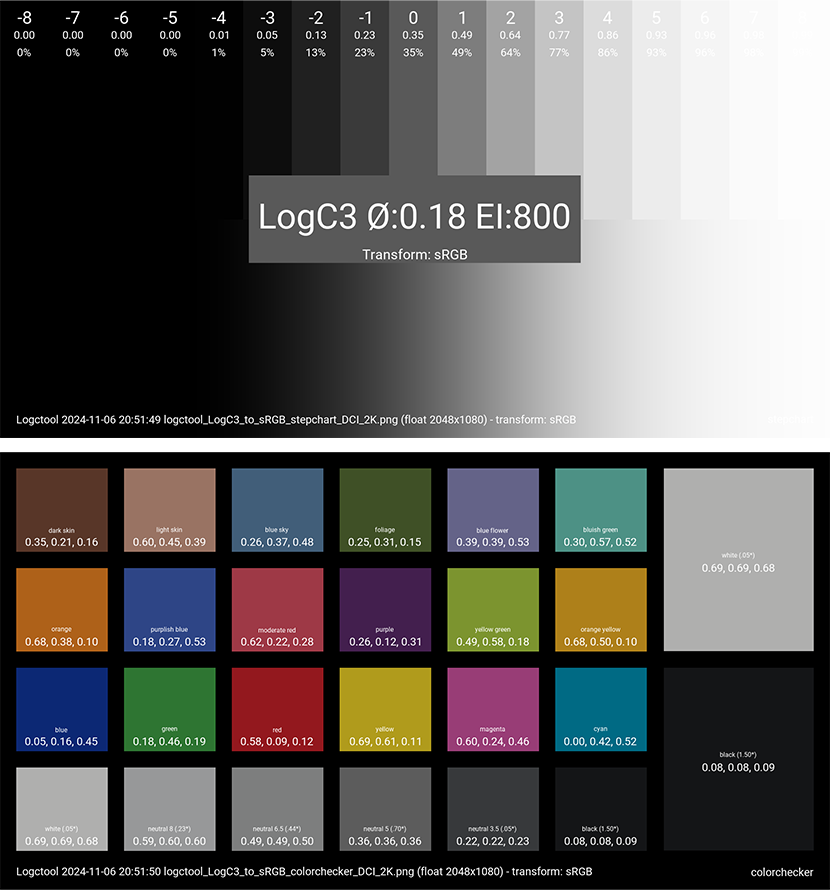 -8 -7 -6 -5 -4 -3 -2 -1 0 1 2 3 4 5 6 7
0.00 0.00 0.00 0.00 0.01 0.05 0.13 0.23 0.35 0.49 0.64 0.77 0.86 0.93 0.96
0% 0% 0% 0% 1% 5% 13% 23% 35% 49% 64% 77% 86% 93% 96%
LogC3 Ø:0.18 EI:800
Transform: sRGB
Logctool 2024-11-06 20:51:49 logctool_LogC3_to_sRGB_stepchart_DCI_2K.png (float 2048x1080) - transform: sRGB
dark skin light skin blue sky foliage blue flower bluish green
0.35, 0.21, 0.16 0.60, 0.45, 0.39 0.26, 0.37, 0.48 0.25, 0.31, 0.15 0.39, 0.39, 0.53 0.30, 0.57, 0.52
white (.05*)
0.69, 0.69, 0.68
orange purplish blue moderate red purple yellow green orange yellow
0.68, 0.38, 0.10 0.18, 0.27, 0.53 0.62, 0.22, 0.28 0.26, 0.12, 0.31 0.49, 0.58, 0.18 0.68, 0.50, 0.10
blue green red yellow magenta cyan
0.05, 0.16, 0.45 0.18, 0.46, 0.19 0.58, 0.09, 0.12 0.69, 0.61, 0.11 0.60, 0.24, 0.46 0.00, 0.42, 0.52
black (1.50*)
0.08, 0.08, 0.09
white (.05*) neutral 8 (.23*) neutral 6.5 (.44*) neutral 5 (.70*) neutral 3.5 (.05*) black (1.50*)
0.69, 0.69, 0.68 0.59, 0.60, 0.60 0.49, 0.49, 0.50 0.36, 0.36, 0.36 0.22, 0.22, 0.23 0.08, 0.08, 0.09
Logctool 2024-11-06 20:51:50 logctool_LogC3_to_sRGB_colorchecker_DCI_2K.png (float 2048x1080) - transform: sRGB
colorchecker